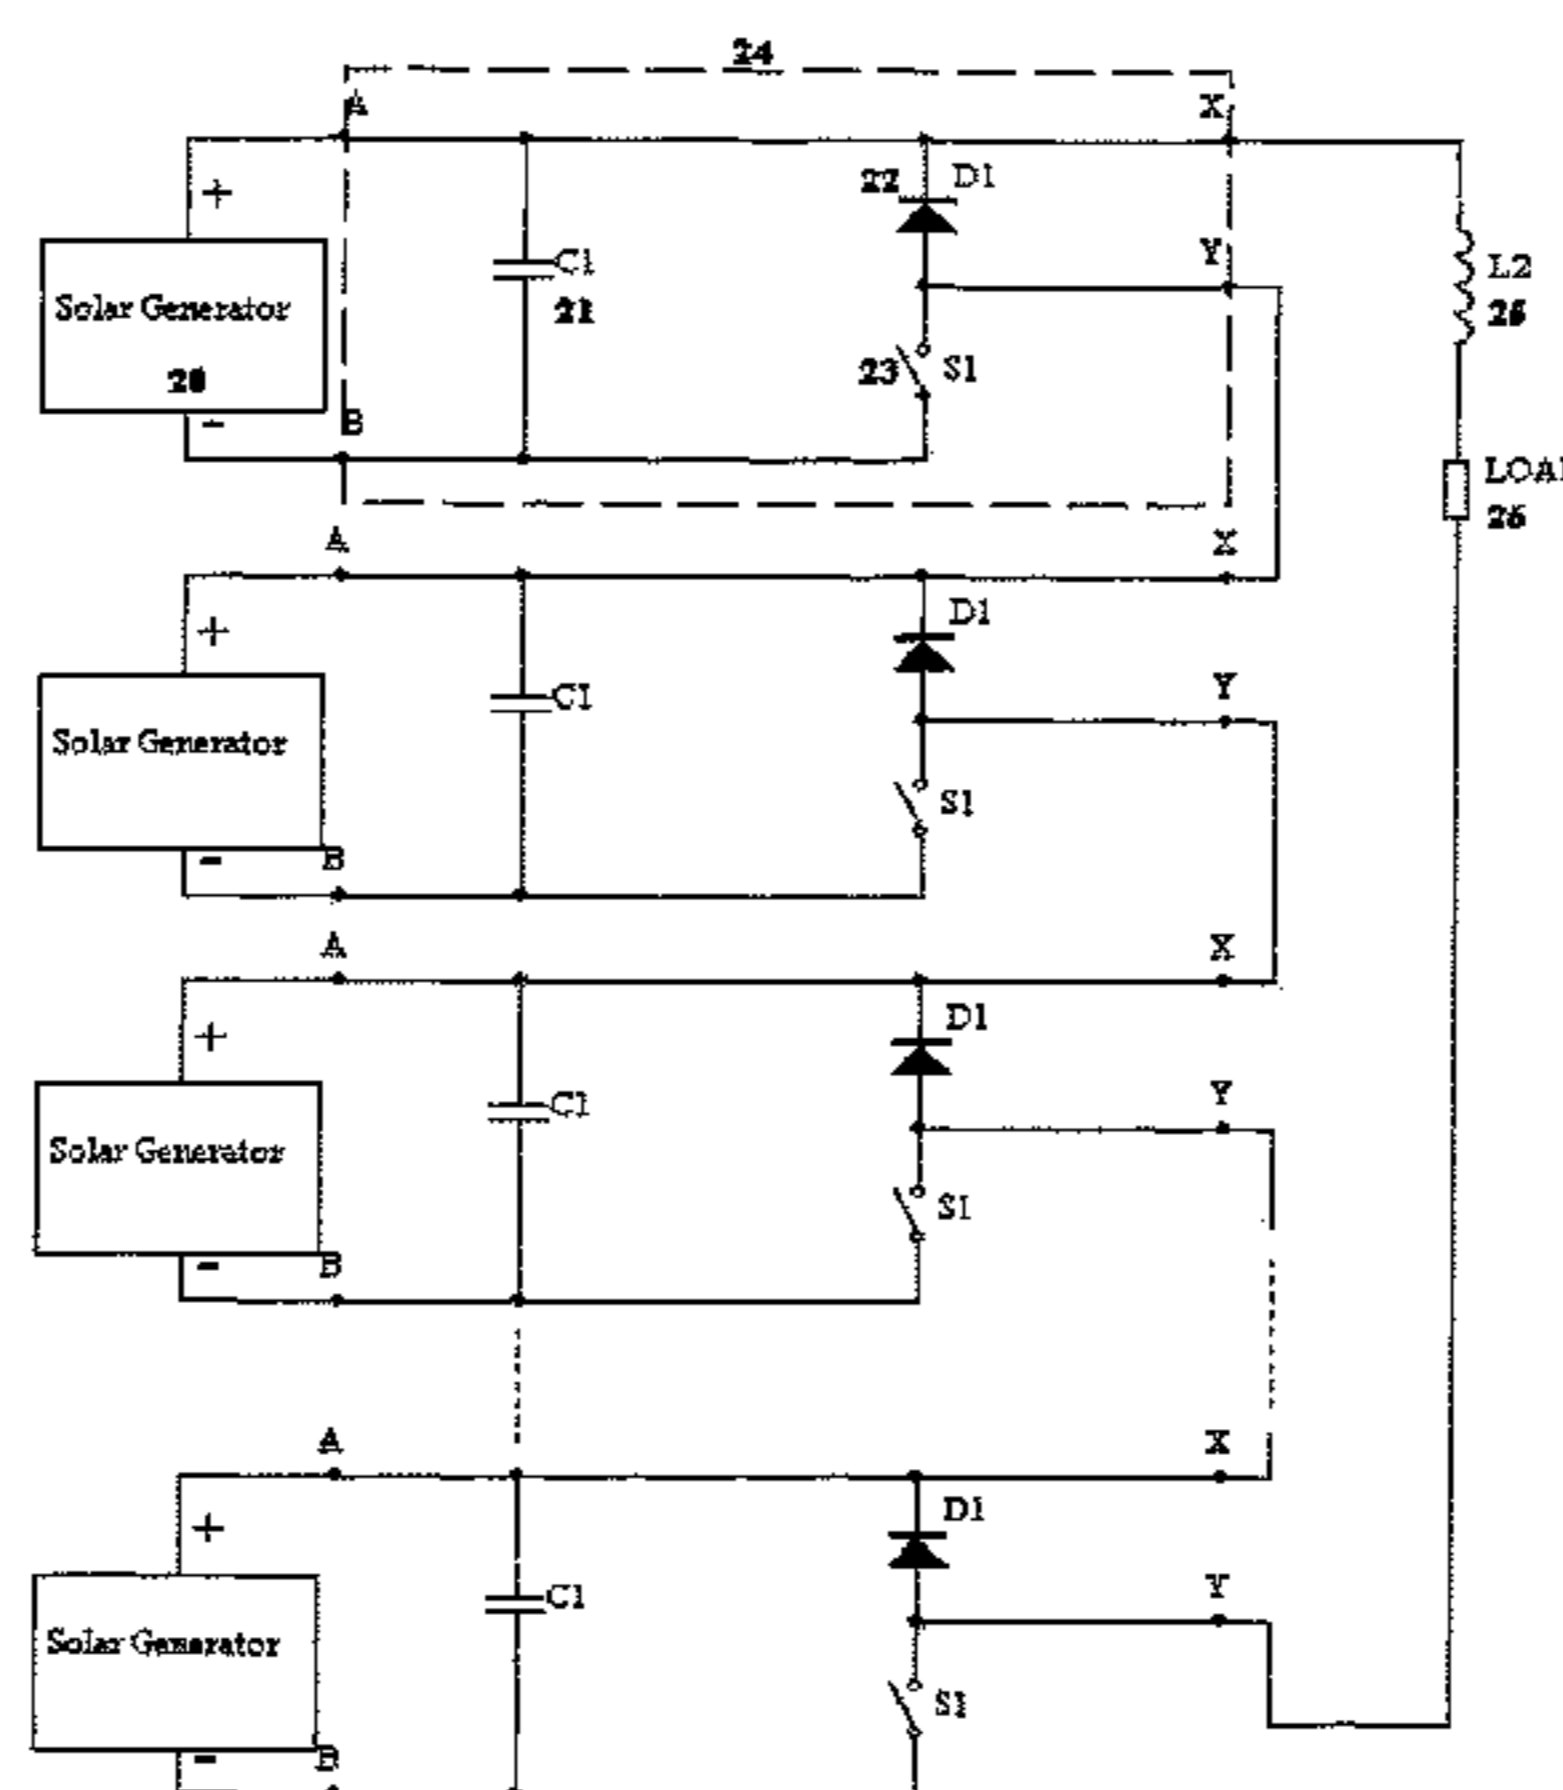 24
A
X
+
22 D1
Y
C1
21
L2
25
Solar Generator
20
23 S1
-
B
LOAD
26
A
X
+
D1
Y
C1
Solar Generator
S1
-
B
A
X
+
D1
Y
C1
Solar Generator
S1
-
B
A
X
+
D1
Y
C1
Solar Generator
S1
-
B